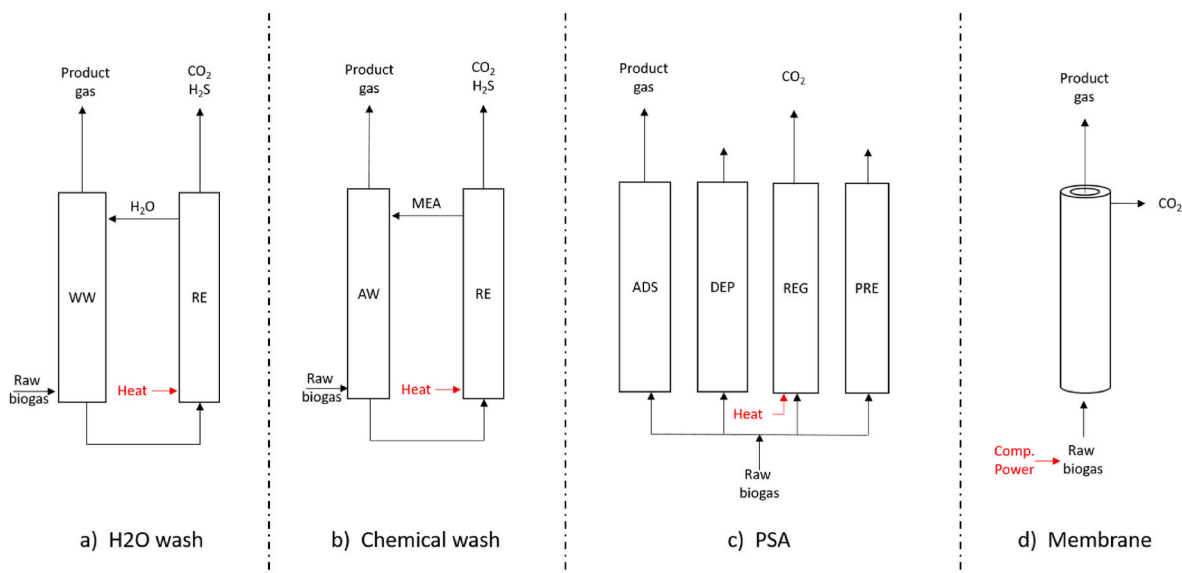 Product
gas
CO₂
H₂S
H₂O
WW
RE
Raw
biogas
Heat
a) H2O wash
Product
gas
CO₂
H₂S
MEA
AW
RE
Raw
biogas
Heat
b) Chemical wash
Product
gas
CO₂
ADS
DEP
REG
PRE
Heat
Raw
biogas
c) PSA
Product
gas
CO₂
Comp.
Power
Raw
biogas
d) Membrane